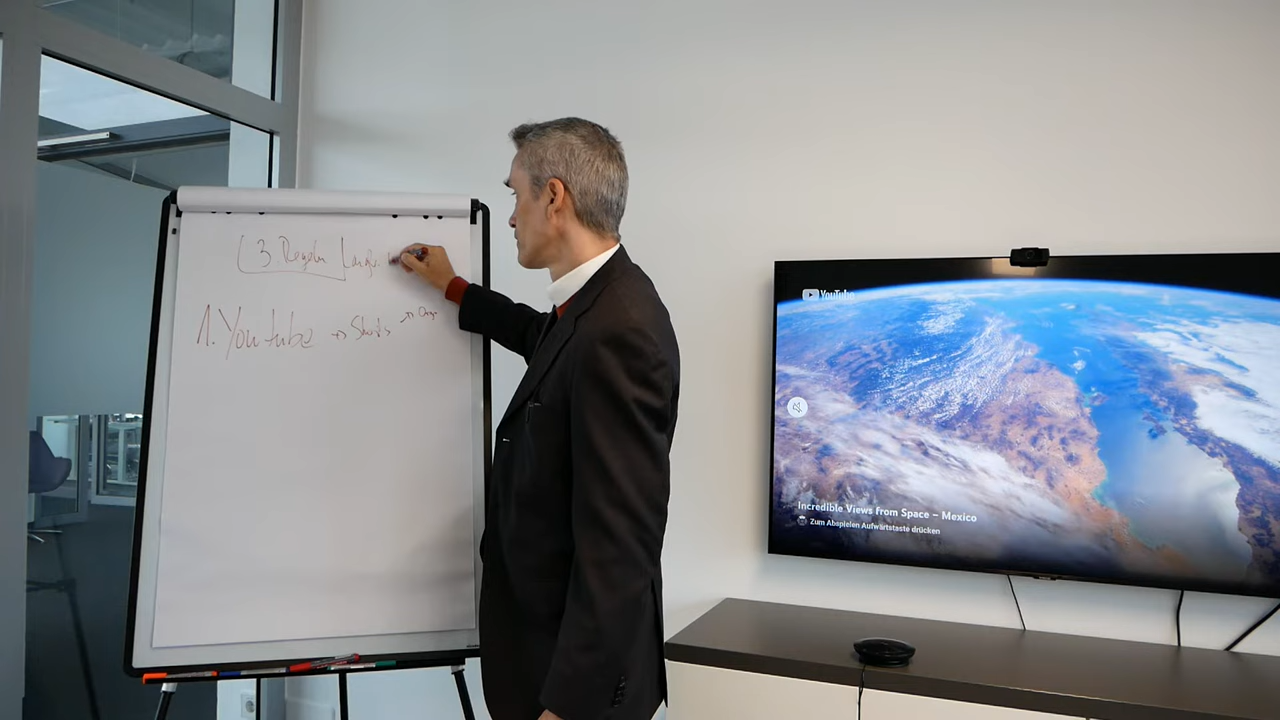 3 Regeln
1. Youtube → Shorts →
YouTube
Incredible Views from Space – Mexico
Zum Abspielen Aufwärtstaste drücken